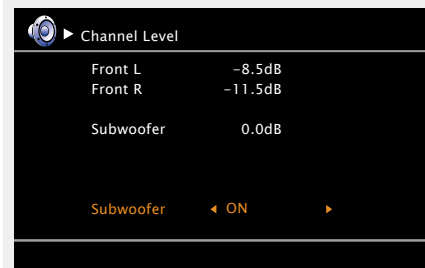 Channel Level
Front L –8.5dB
Front R –11.5dB
Subwoofer 0.0dB
Subwoofer ◀ ON ▶